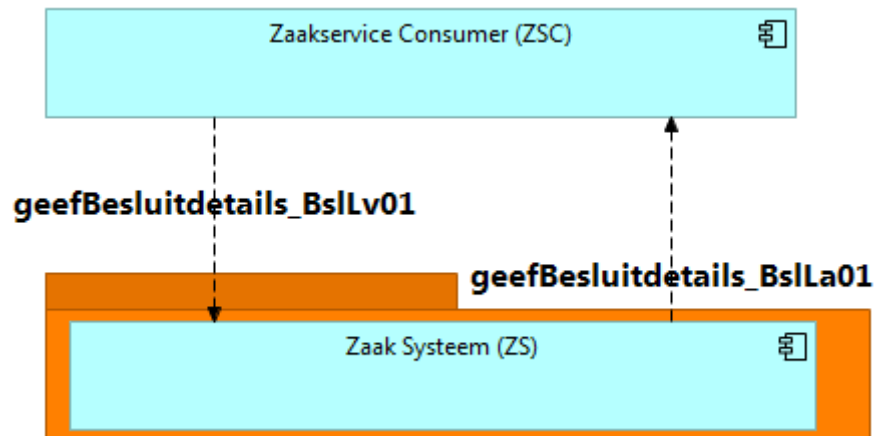 Zaakservice Consumer (ZSC)
geefBesluitdetails_BslLv01
geefBesluitdetails_BslLa01
Zaak Systeem (ZS)